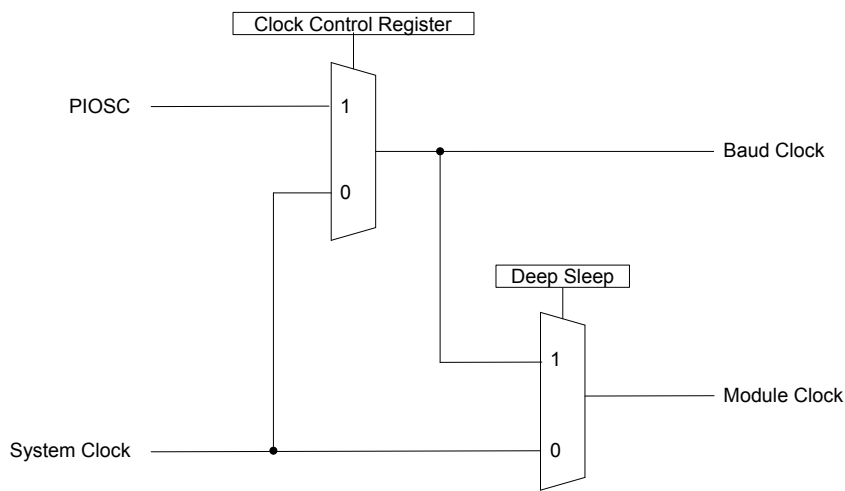 Clock Control Register
PIOSC
1
Baud Clock
0
Deep Sleep
1
Module Clock
System Clock
0